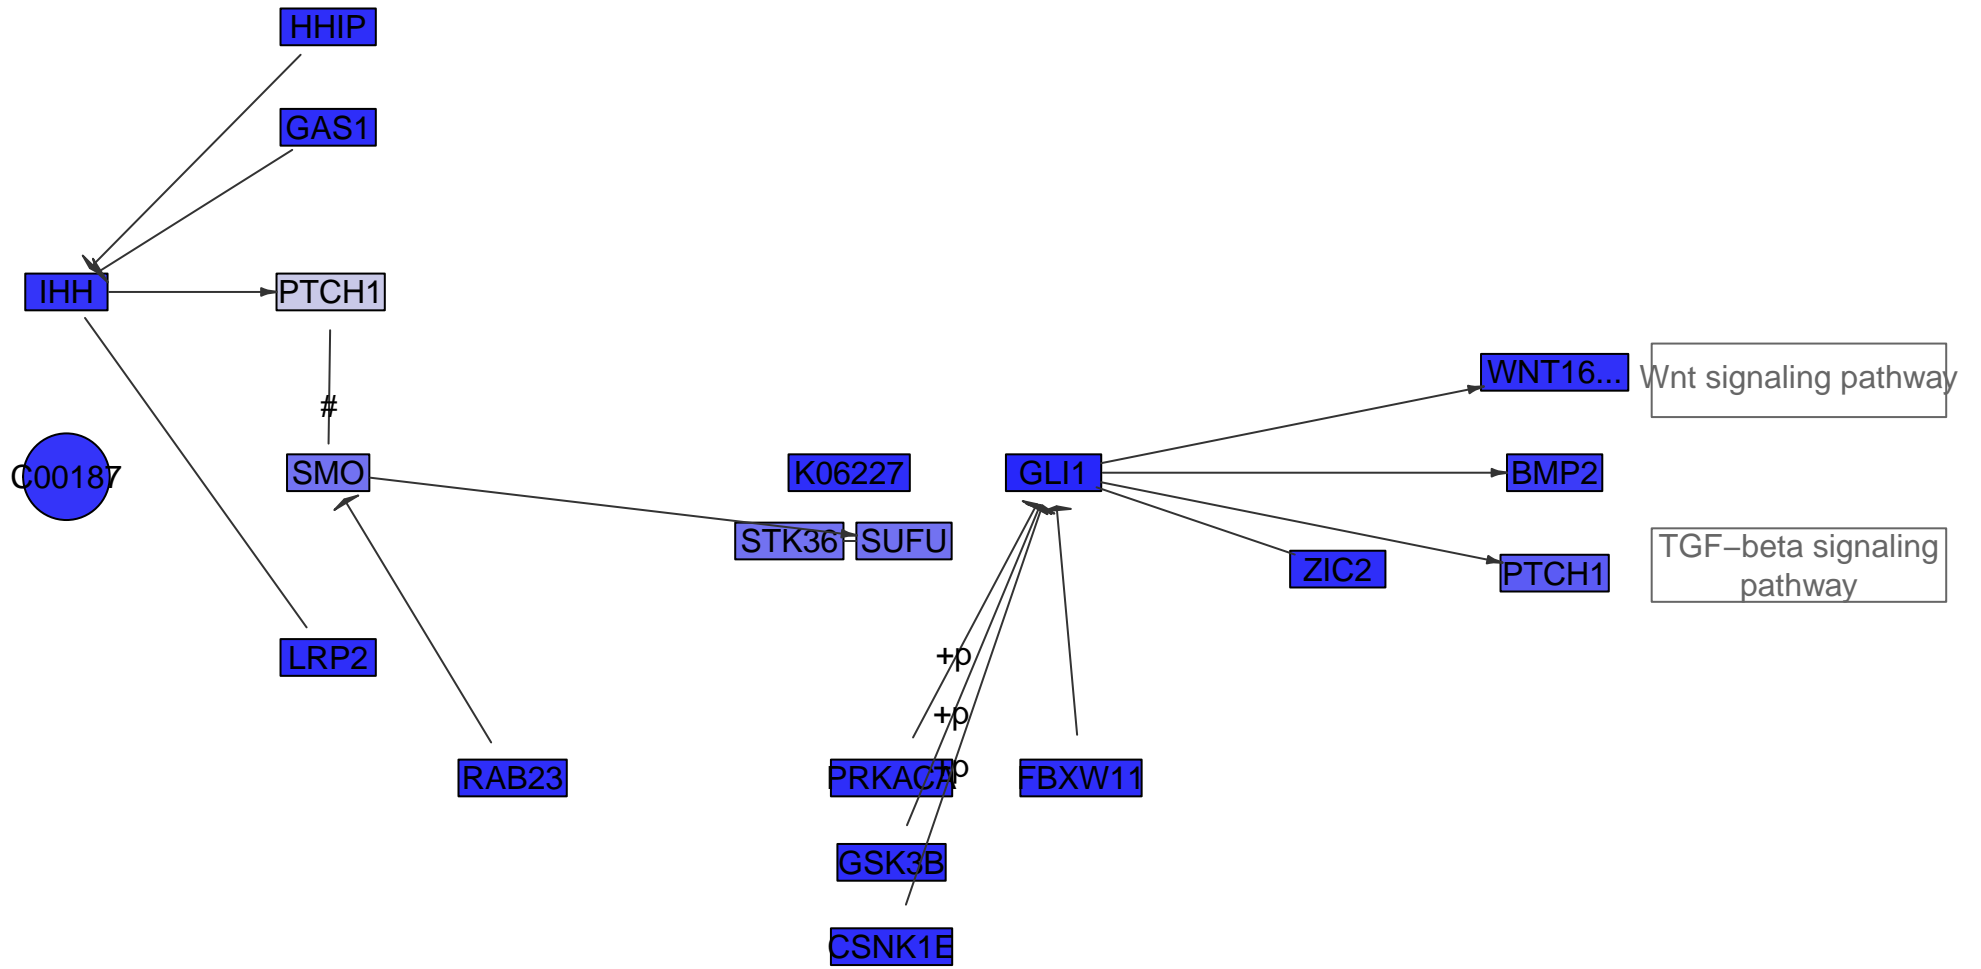 HHIP
GAS1
IHH
PTCH1
#
WNT16...
Wnt signaling pathway
C00187
SMO
K06227
GLI1
BMP2
STK36
SUFU
ZIC2
PTCH1
TGF−beta signaling
pathway
LRP2
+p
+p
+p
RAB23
PRKACA
FBXW11
GSK3B
CSNK1E